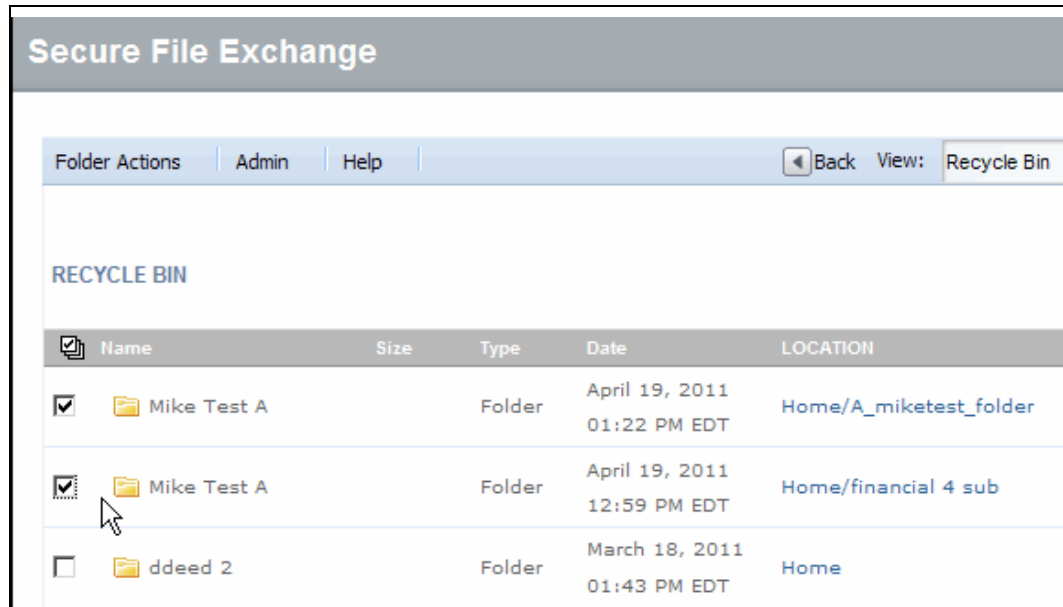 Secure File Exchange
Folder Actions Admin Help Back View: Recycle Bin
RECYCLE BIN
Name Size Type Date LOCATION
Mike Test A Folder April 19, 2011 01:22 PM EDT Home/A_miketest_folder
Mike Test A Folder April 19, 2011 12:59 PM EDT Home/financial 4 sub
ddeed 2 Folder March 18, 2011 01:43 PM EDT Home